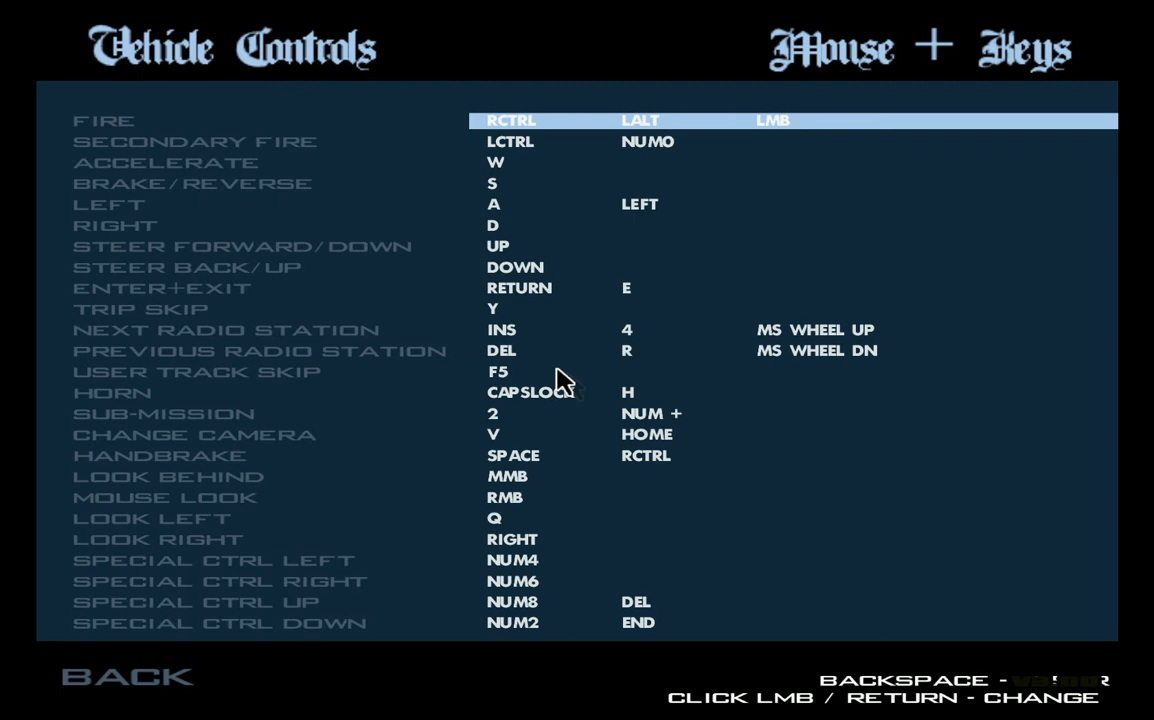 Vehicle Controls Mouse + Keys
FIRE RCTRL LALT LMB
SECONDARY FIRE LCTRL NUM0
ACCELERATE W
BRAKE/REVERSE S
LEFT A LEFT
RIGHT D
STEER FORWARD/DOWN UP
STEER BACK/UP DOWN
ENTER+EXIT RETURN E
TRIP SKIP Y
NEXT RADIO STATION INS 4 MS WHEEL UP
PREVIOUS RADIO STATION DEL R MS WHEEL DN
USER TRACK SKIP F5
HORN CAPSLOCK H
SUB-MISSION 2 NUM +
CHANGE CAMERA V HOME
HANDBRAKE SPACE RCTRL
LOOK BEHIND MMB
MOUSE LOOK RMB
LOOK LEFT Q
LOOK RIGHT RIGHT
SPECIAL CTRL LEFT NUM4
SPECIAL CTRL RIGHT NUM6
SPECIAL CTRL UP NUM8 DEL
SPECIAL CTRL DOWN NUM2 END
BACK BACKSPACE -
CLICK LMB / RETURN - CHANGE